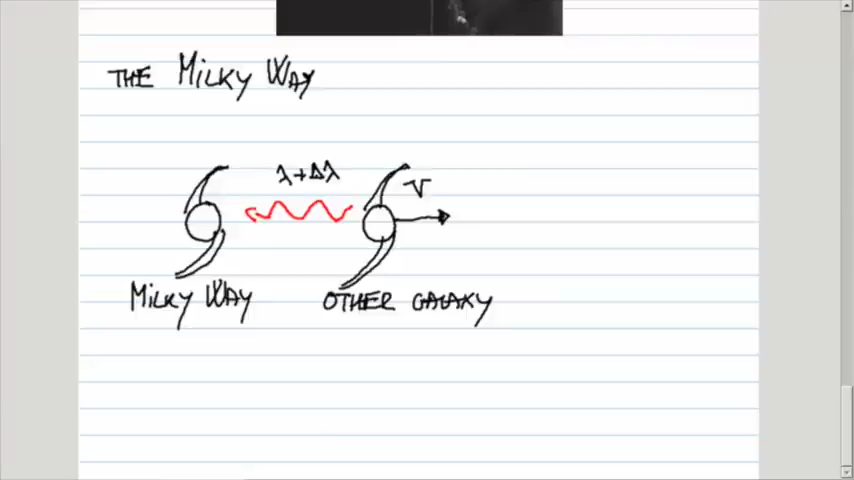 THE MILKY WAY
λ+Δλ
V
MILKY WAY
OTHER GALAXY